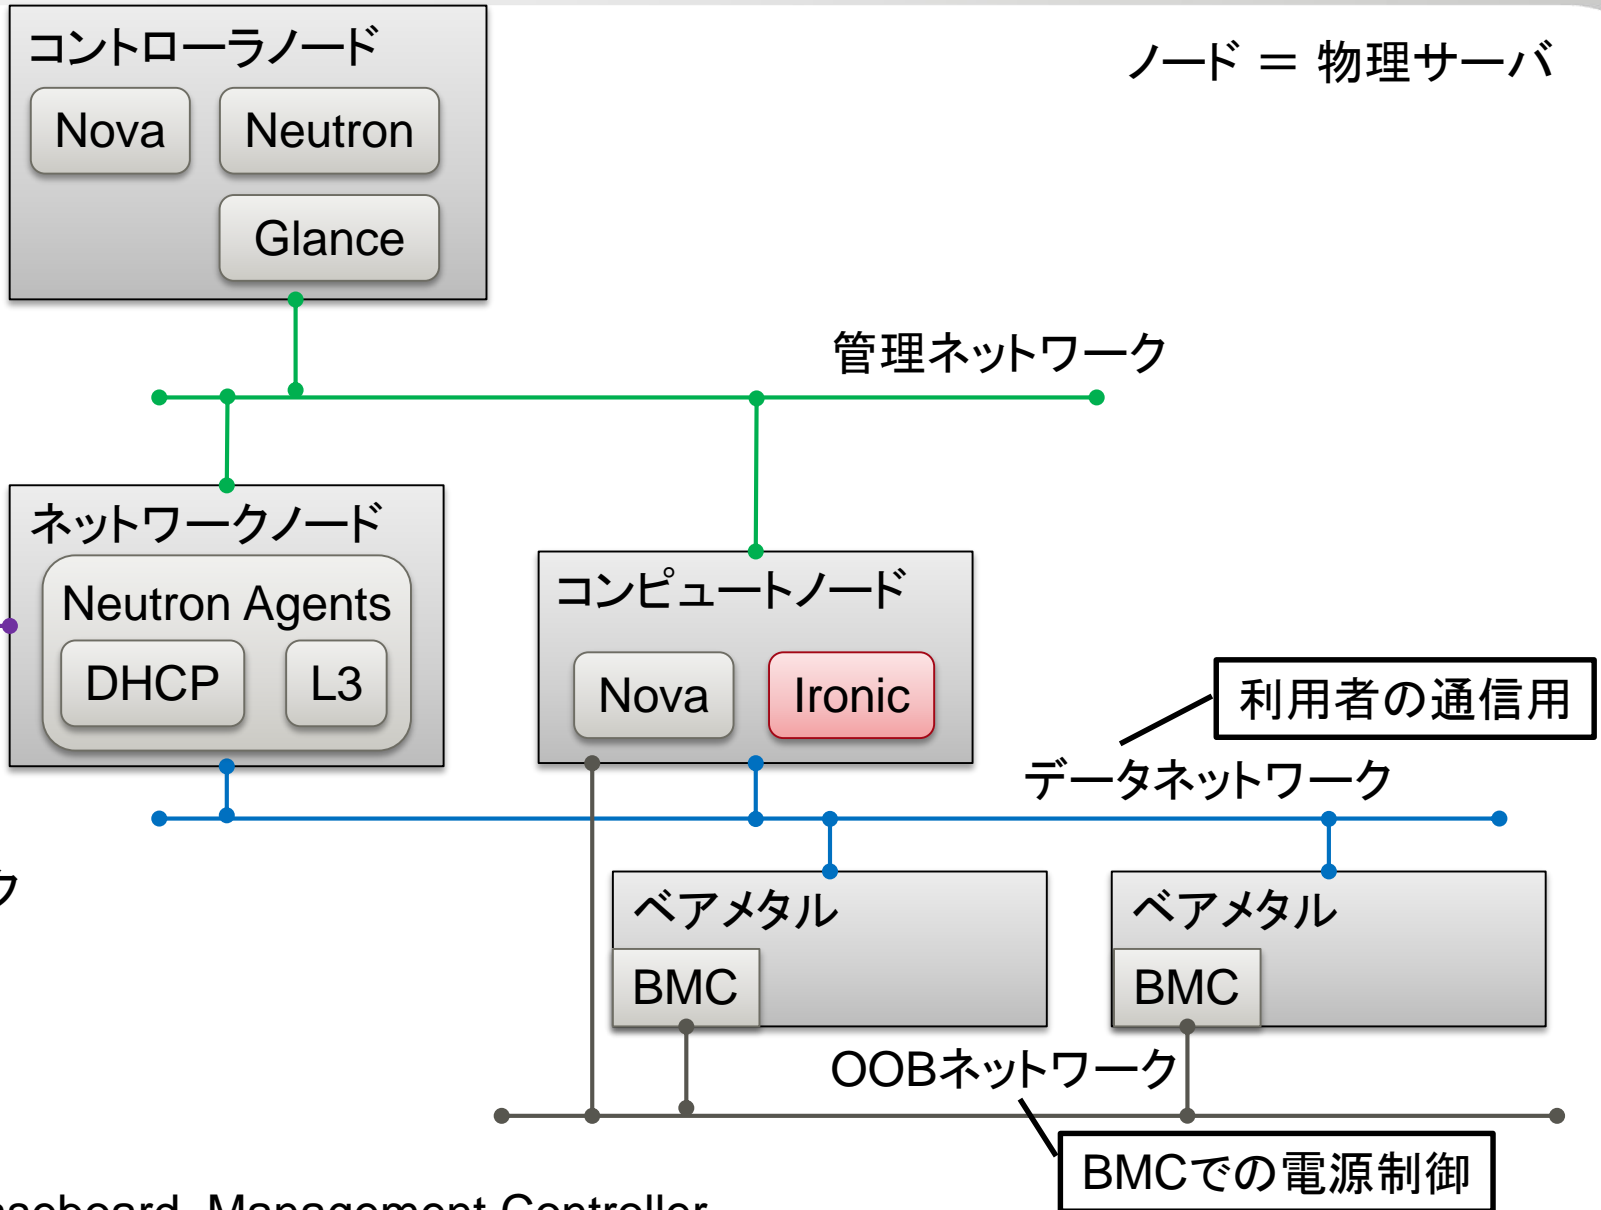 コントローラノード
ノード ＝ 物理サーバ
Nova
Neutron
Glance
管理ネットワーク
ネットワークノード
Neutron Agents
DHCP
L3
コンピュートノード
Nova
Ironic
利用者の通信用
データネットワーク
ク
ベアメタル
BMC
ベアメタル
BMC
OOBネットワーク
BMCでの電源制御
Management Controller